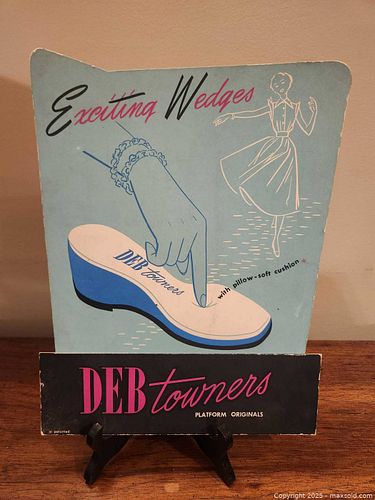 Exciting Wedges
DEB towners
with pillow-soft cushion
DEB towners
PLATFORM ORIGINALS
Copyright 2025 - maxsold.com